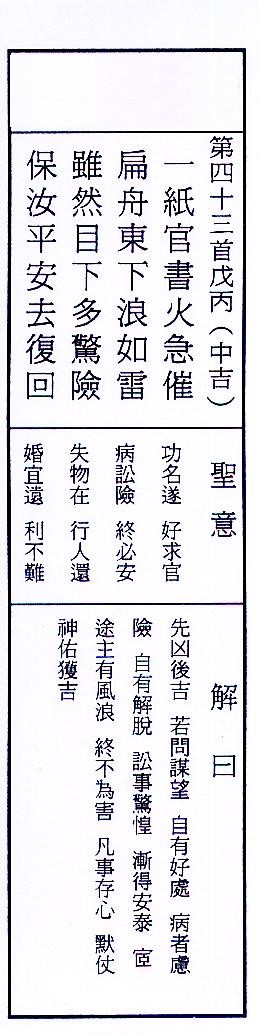 第四十三首戊丙(中吉)
一紙官書火急催
扁舟東下浪如雷
雖然目下多驚險
保汝平安去復回
聖意
功名遂 好求官
病訟險 終必安
失物在 行人還
婚宜遠 利不難
解曰
先凶後吉 若問謀望 自有好處 病者慮
險 自有解脫 訟事驚惶 漸得安泰 宦
途主有風浪 終不為害 凡事存心 默仗
神佑獲吉